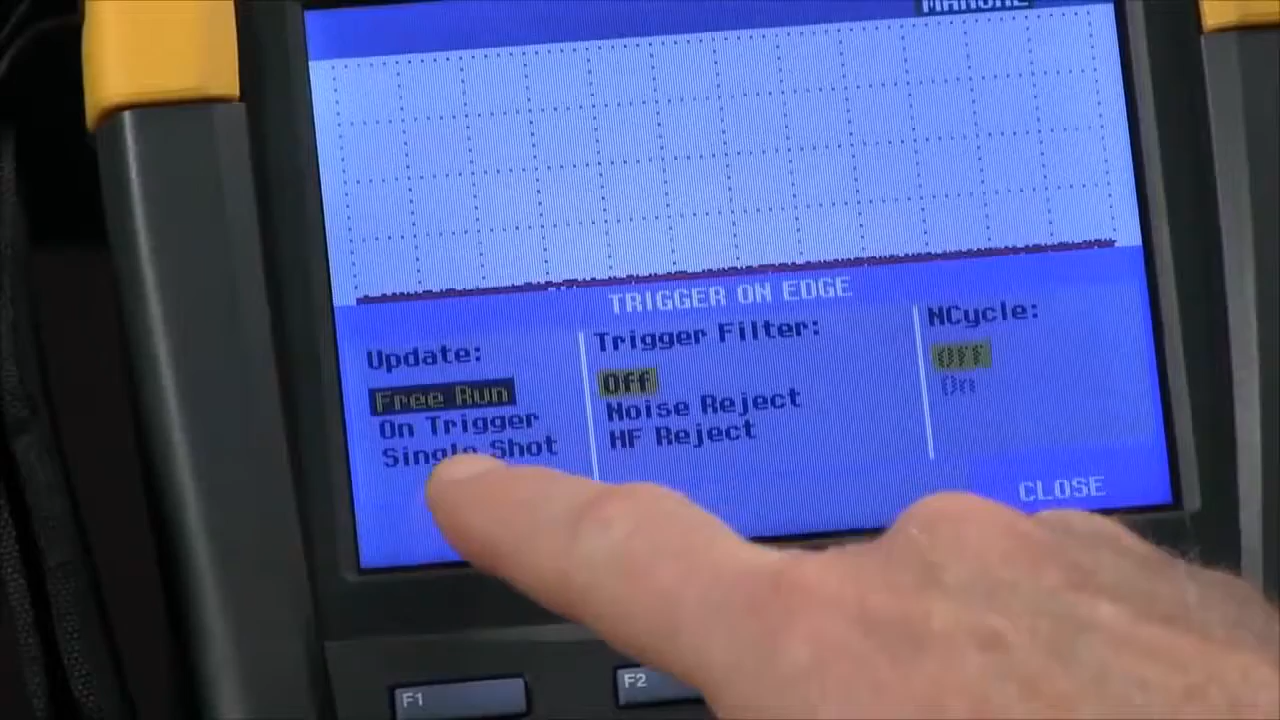 MANUAL
TRIGGER ON EDGE
Update:
Free Run
On Trigger
Single Shot
Trigger Filter:
Off
Noise Reject
HF Reject
NCycle:
Off
On
CLOSE
F1
F2